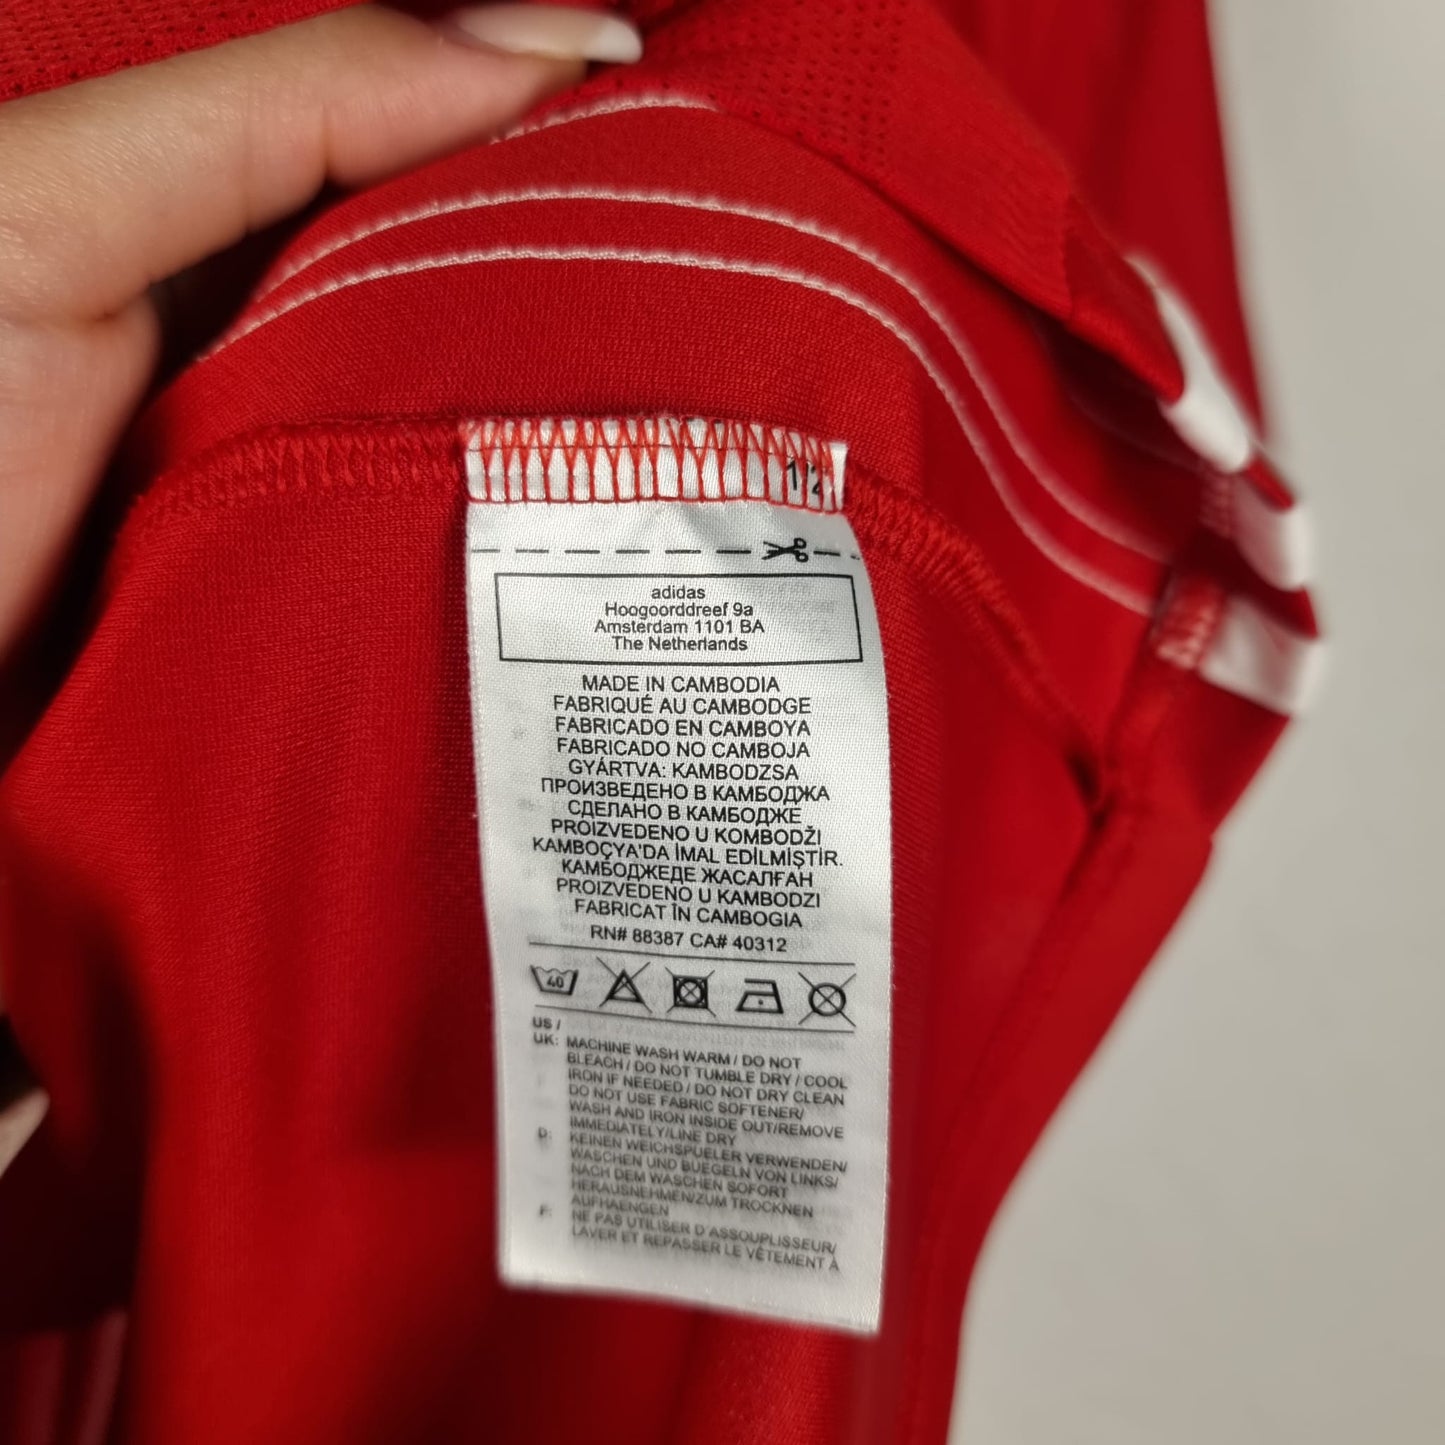 1/2
adidas
Hoogoorddreef 9a
Amsterdam 1101 BA
The Netherlands
MADE IN CAMBODIA
FABRIQUÉ AU CAMBODGE
FABRICADO EN CAMBOYA
FABRICADO NO CAMBOJA
GYÁRTVA: KAMBODZSA
ПРОИЗВЕДЕНО В КАМБОДЖА
СДЕЛАНО В КАМБОДЖЕ
PROIZVEDENO U KOMBODŽI
KAMBOÇYA'DA İMAL EDİLMİŞTİR.
КАМБОДЖЕДЕ ЖАСАЛҒАН
PROIZVEDENO U KAMBODZI
FABRICAT ÎN CAMBOGIA
RN# 88387 CA# 40312
40
US /
UK: MACHINE WASH WARM / DO NOT
BLEACH / DO NOT TUMBLE DRY / COOL
IRON IF NEEDED / DO NOT DRY CLEAN
DO NOT USE FABRIC SOFTENER/
WASH AND IRON INSIDE OUT/REMOVE
IMMEDIATELY/LINE DRY
D: KEINEN WEICHSPUELER VERWENDEN/
WASCHEN UND BUEGELN VON LINKS/
NACH DEM WASCHEN SOFORT
HERAUSNEHMEN/ZUM TROCKNEN
AUFHAENGEN
F: NE PAS UTILISER D'ASSOUPLISSEUR/
LAVER ET REPASSER LE VÊTEMENT À